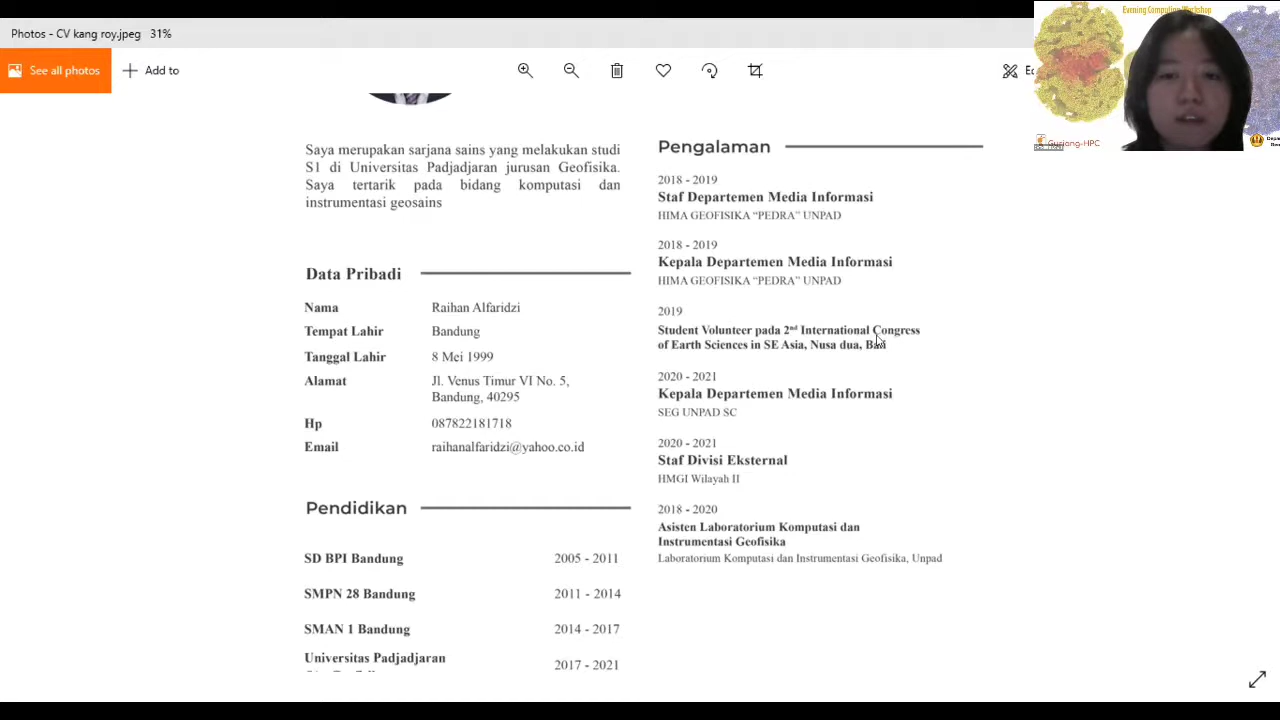 Photos - CV kang roy.jpeg 31%
See all photos
Add to
Evening Computing Workshop
Gunjang-HPC
Saya merupakan sarjana sains yang melakukan studi
S1 di Universitas Padjadjaran jurusan Geofisika.
Saya tertarik pada bidang komputasi dan
instrumentasi geosains
Data Pribadi
Nama Raihan Alfaridzi
Tempat Lahir Bandung
Tanggal Lahir 8 Mei 1999
Alamat Jl. Venus Timur VI No. 5,
Bandung, 40295
Hp 087822181718
Email raihanalfaridzi@yahoo.co.id
Pendidikan
SD BPI Bandung 2005 - 2011
SMPN 28 Bandung 2011 - 2014
SMAN 1 Bandung 2014 - 2017
Universitas Padjadjaran 2017 - 2021
Pengalaman
2018 - 2019
Staf Departemen Media Informasi
HIMA GEOFISIKA “PEDRA” UNPAD
2018 - 2019
Kepala Departemen Media Informasi
HIMA GEOFISIKA “PEDRA” UNPAD
2019
Student Volunteer pada 2nd International Congress
of Earth Sciences in SE Asia, Nusa dua, Bali
2020 - 2021
Kepala Departemen Media Informasi
SEG UNPAD SC
2020 - 2021
Staf Divisi Eksternal
HMGI Wilayah II
2018 - 2020
Asisten Laboratorium Komputasi dan
Instrumentasi Geofisika
Laboratorium Komputasi dan Instrumentasi Geofisika, Unpad